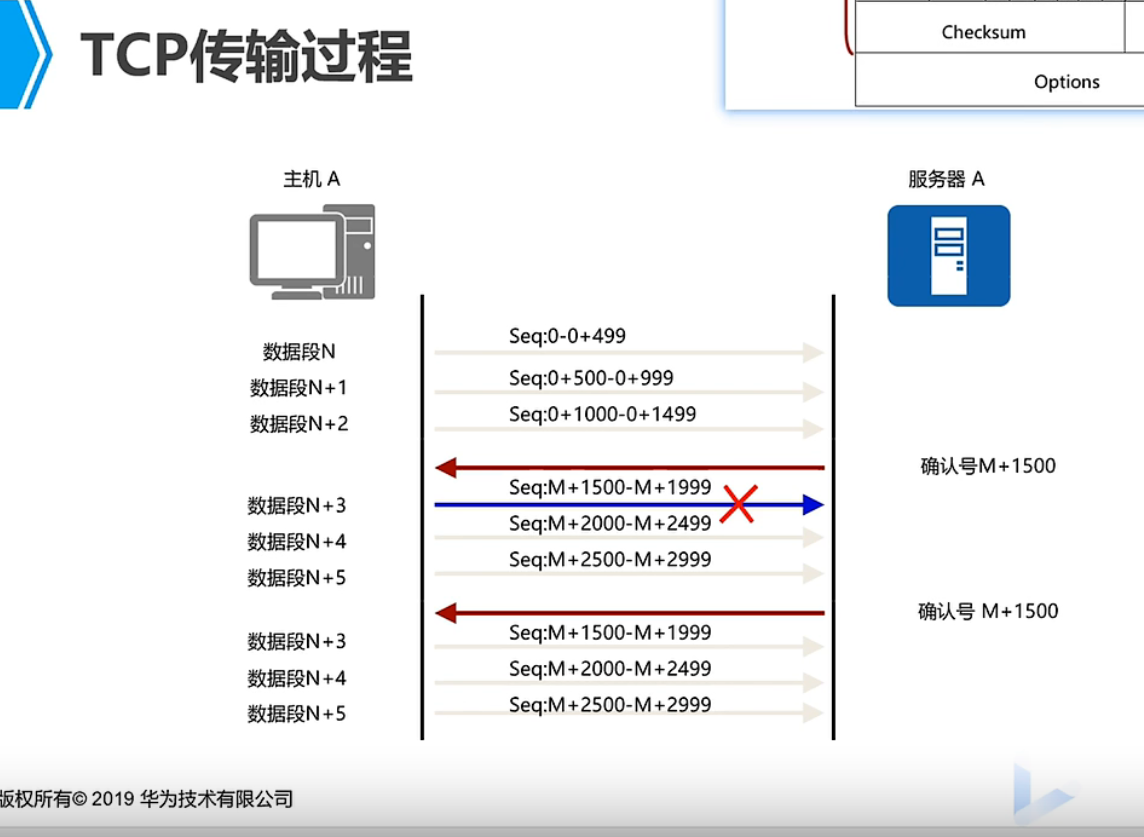 TCP传输过程
Checksum
Options
主机 A
服务器 A
数据段N
Seq:0-0+499
数据段N+1
Seq:0+500-0+999
数据段N+2
Seq:0+1000-0+1499
确认号M+1500
数据段N+3
Seq:M+1500-M+1999
数据段N+4
Seq:M+2000-M+2499
数据段N+5
Seq:M+2500-M+2999
确认号 M+1500
数据段N+3
Seq:M+1500-M+1999
数据段N+4
Seq:M+2000-M+2499
数据段N+5
Seq:M+2500-M+2999
版权所有© 2019 华为技术有限公司